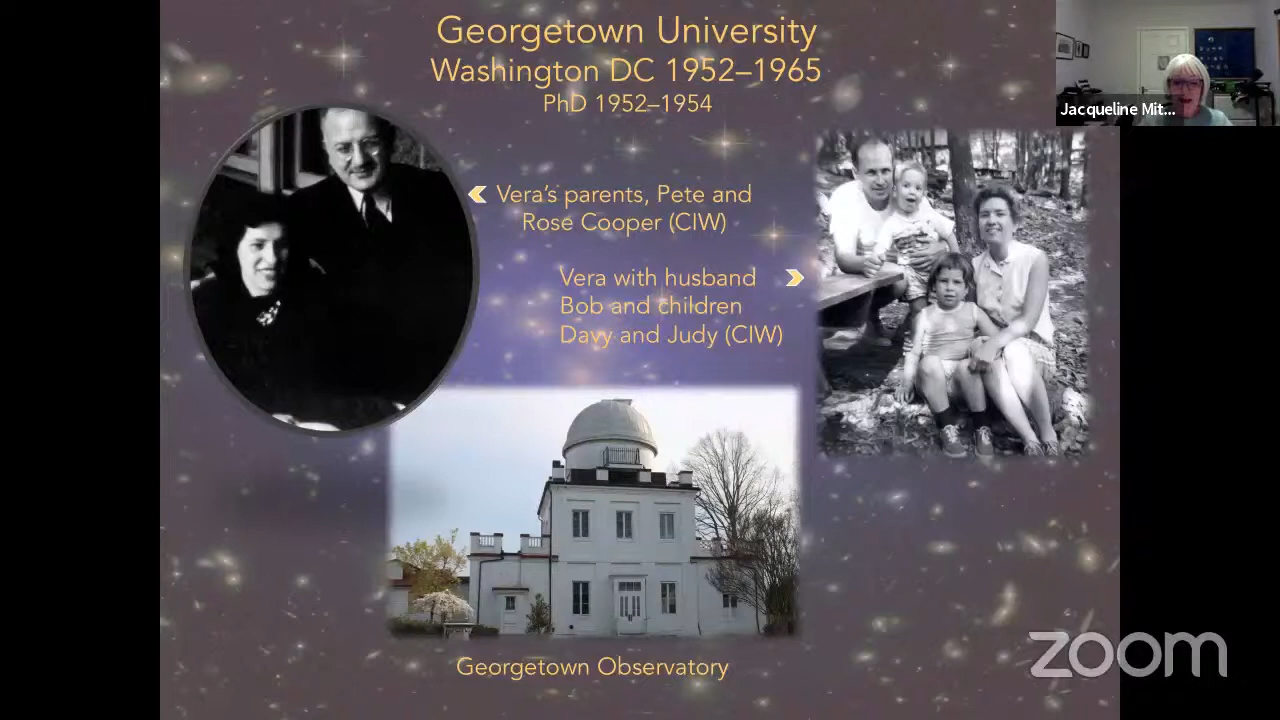 Georgetown University
Washington DC 1952–1965
PhD 1952–1954
Jacqueline Mit...
Vera’s parents, Pete and
Rose Cooper (CIW)
Vera with husband
Bob and children
Davy and Judy (CIW)
Georgetown Observatory
zoom